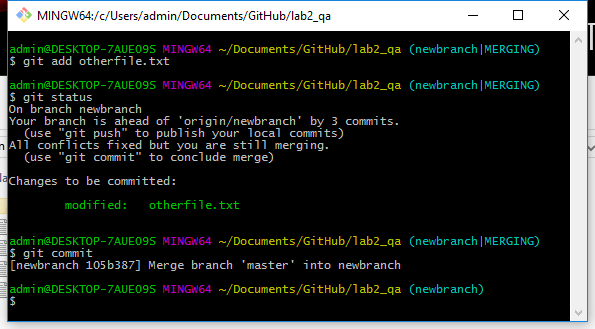 MINGW64:/c/Users/admin/Documents/GitHub/lab2_qa
admin@DESKTOP-7AUEO9S MINGW64 ~/Documents/GitHub/lab2_qa (newbranch|MERGING)
$ git add otherfile.txt
admin@DESKTOP-7AUEO9S MINGW64 ~/Documents/GitHub/lab2_qa (newbranch|MERGING)
$ git status
On branch newbranch
Your branch is ahead of 'origin/newbranch' by 3 commits.
  (use "git push" to publish your local commits)
All conflicts fixed but you are still merging.
  (use "git commit" to conclude merge)
Changes to be committed:
        modified:   otherfile.txt
admin@DESKTOP-7AUEO9S MINGW64 ~/Documents/GitHub/lab2_qa (newbranch|MERGING)
$ git commit
[newbranch 105b387] Merge branch 'master' into newbranch
admin@DESKTOP-7AUEO9S MINGW64 ~/Documents/GitHub/lab2_qa (newbranch)
$